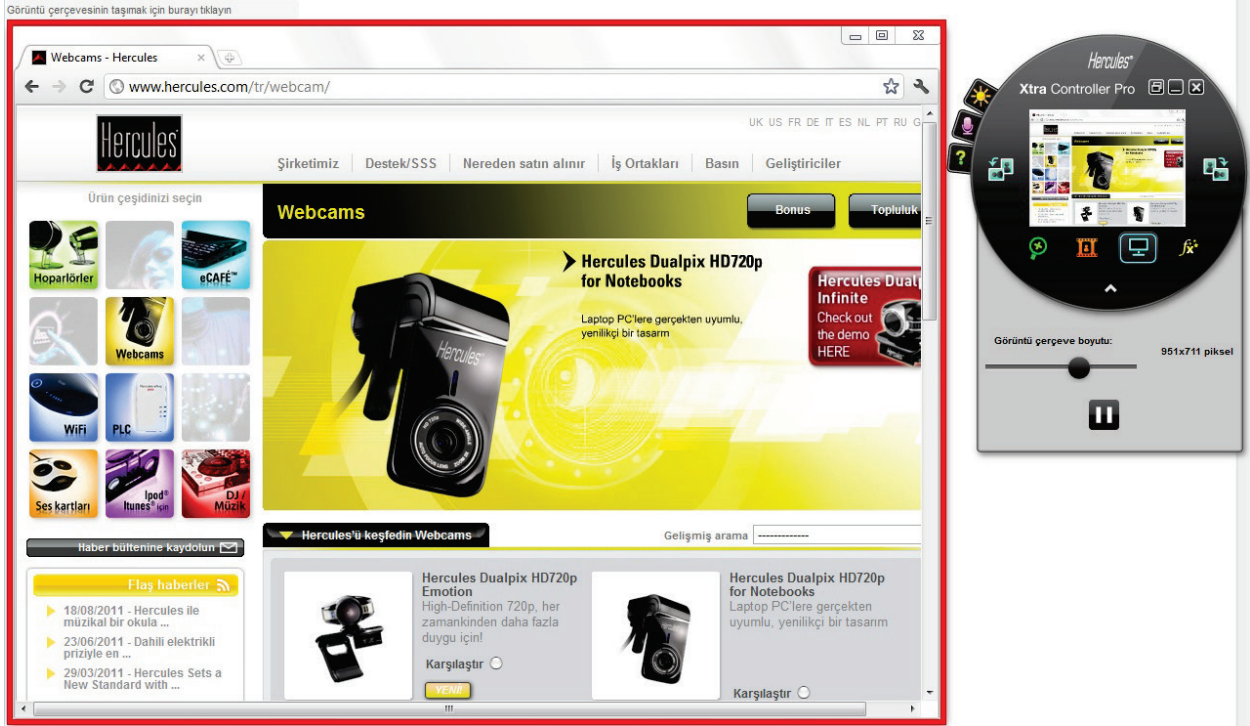 Görüntü çerçevesinin taşımak için burayı tıklayın
Webcams - Hercules
www.hercules.com/tr/webcam/
Hercules
UK US FR DE IT ES NL PT RU G
Şirketimiz
Destek/SSS
Nereden satın alınır
İş Ortakları
Basın
Geliştiriciler
Ürün çeşidinizi seçin
Hoparlörler
eCAFÉ™
Webcams
WiFi
PLC
Ses kartları
Ipod®
Itunes® için
DJ /
Müzik
Haber bültenine kaydolun
Flaş haberler
18/08/2011 - Hercules ile
müzikal bir okula ...
23/06/2011 - Dahili elektrikli
priziyle en ...
29/03/2011 - Hercules Sets a
New Standard with ...
Webcams
Bonus
Topluluk
Hercules Dualpix HD720p
for Notebooks
Laptop PC'lere gerçekten uyumlu,
yenilikçi bir tasarım
Hercules
Hercules Dualp
Infinite
Check out
the demo
HERE
Hercules'ü keşfedin Webcams
Gelişmiş arama
-------------
Hercules Dualpix HD720p
Emotion
High-Definition 720p, her
zamankinden daha fazla
duygu için!
Karşılaştır
YENİ!
Hercules Dualpix HD720p
for Notebooks
Laptop PC'lere gerçekten
uyumlu, yenilikçi bir tasarım
Karşılaştır
Hercules®
Xtra Controller Pro
?
fx
Görüntü çerçeve boyutu:
951x711 piksel